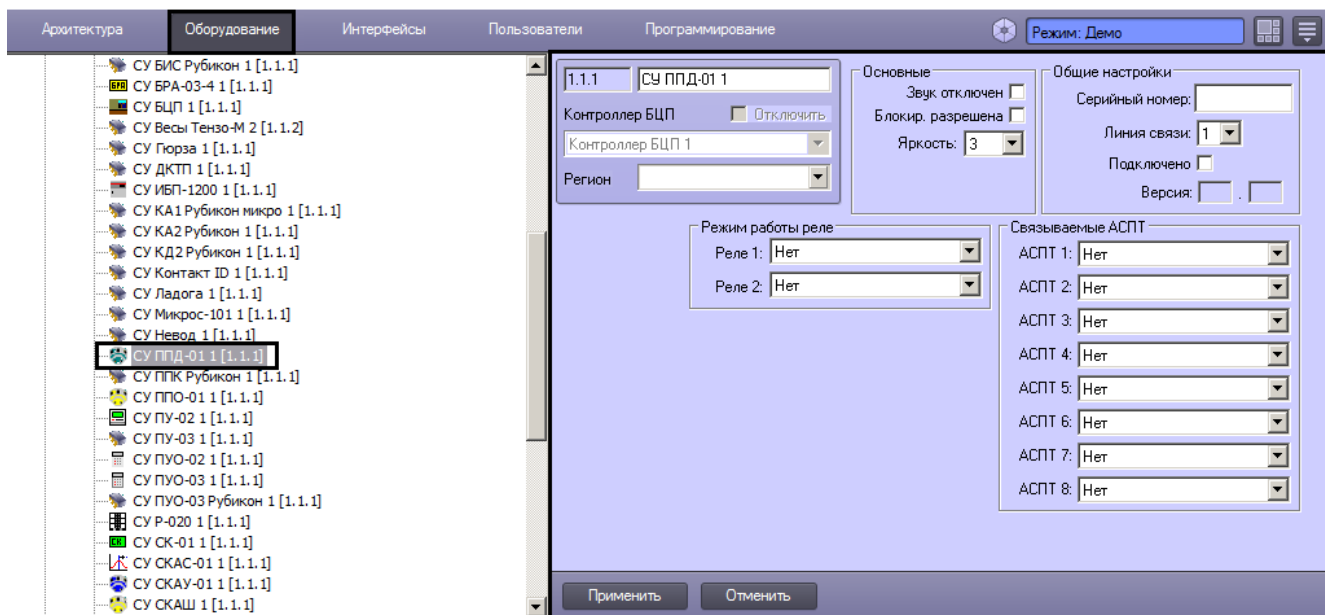 Архитектура Оборудование Интерфейсы Пользователи Программирование Режим: Демо
СУ БИС Рубикон 1 [1.1.1]
БРА СУ БРА-03-4 1 [1.1.1]
СУ БЦП 1 [1.1.1]
СУ Весы Тензо-М 2 [1.1.2]
СУ Гюрза 1 [1.1.1]
СУ ДКТП 1 [1.1.1]
СУ ИБП-1200 1 [1.1.1]
СУ КА1 Рубикон микро 1 [1.1.1]
СУ КА2 Рубикон 1 [1.1.1]
СУ КД2 Рубикон 1 [1.1.1]
СУ Контакт ID 1 [1.1.1]
СУ Ладога 1 [1.1.1]
СУ Микрос-101 1 [1.1.1]
СУ Невод 1 [1.1.1]
СУ ППД-01 1 [1.1.1]
СУ ППК Рубикон 1 [1.1.1]
СУ ППО-01 1 [1.1.1]
СУ ПУ-02 1 [1.1.1]
СУ ПУ-03 1 [1.1.1]
СУ ПУО-02 1 [1.1.1]
СУ ПУО-03 1 [1.1.1]
СУ ПУО-03 Рубикон 1 [1.1.1]
СУ Р-020 1 [1.1.1]
СК СУ СК-01 1 [1.1.1]
СУ СКАС-01 1 [1.1.1]
СУ СКАУ-01 1 [1.1.1]
СУ СКАШ 1 [1.1.1]
1.1.1 СУ ППД-01 1
Контроллер БЦП Отключить
Контроллер БЦП 1
Регион
Основные
Звук отключен
Блокир. разрешена
Яркость: 3
Общие настройки
Серийный номер:
Линия связи: 1
Подключено
Версия: .
Режим работы реле
Реле 1: Нет
Реле 2: Нет
Связываемые АСПТ
АСПТ 1: Нет
АСПТ 2: Нет
АСПТ 3: Нет
АСПТ 4: Нет
АСПТ 5: Нет
АСПТ 6: Нет
АСПТ 7: Нет
АСПТ 8: Нет
Применить Отменить